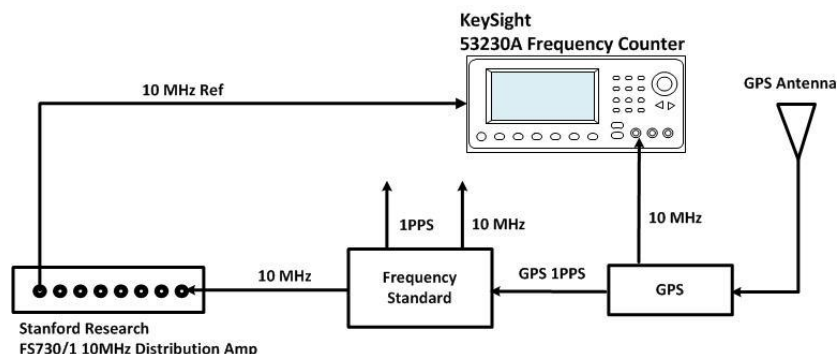 KeySight
53230A Frequency Counter
10 MHz Ref
GPS Antenna
1PPS
10 MHz
10 MHz
10 MHz
Frequency
Standard
GPS 1PPS
GPS
Stanford Research
FS730/1 10MHz Distribution Amp